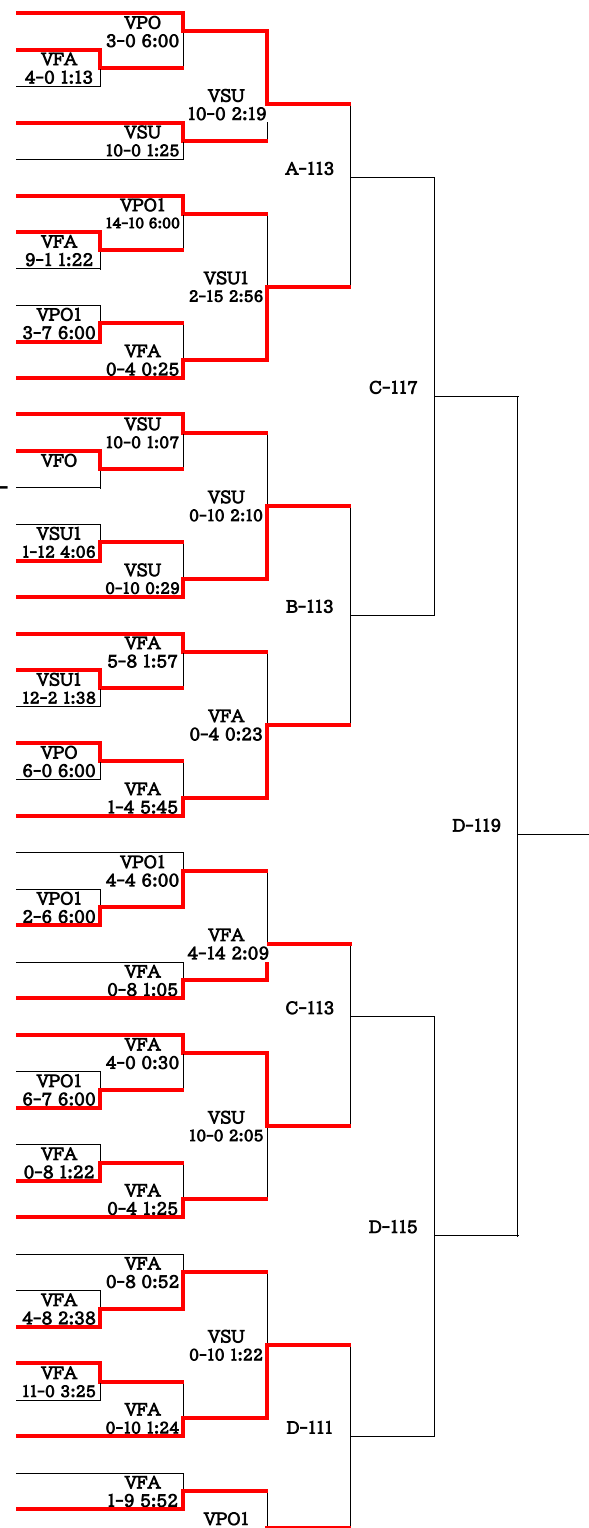 VPO
3-0 6:00
VFA
4-0 1:13
VSU
10-0 2:19
VSU
10-0 1:25
A-113
VPO1
14-10 6:00
VFA
9-1 1:22
VSU1
2-15 2:56
VPO1
3-7 6:00
VFA
0-4 0:25
C-117
VSU
10-0 1:07
VFO
VSU
0-10 2:10
VSU1
1-12 4:06
VSU
0-10 0:29
B-113
VFA
5-8 1:57
VSU1
12-2 1:38
VFA
0-4 0:23
VPO
6-0 6:00
VFA
1-4 5:45
D-119
VPO1
4-4 6:00
VPO1
2-6 6:00
VFA
4-14 2:09
VFA
0-8 1:05
C-113
VFA
4-0 0:30
VPO1
6-7 6:00
VSU
10-0 2:05
VFA
0-8 1:22
VFA
0-4 1:25
D-115
VFA
0-8 0:52
VFA
4-8 2:38
VSU
0-10 1:22
VFA
11-0 3:25
VFA
0-10 1:24
D-111
VFA
1-9 5:52
VPO1